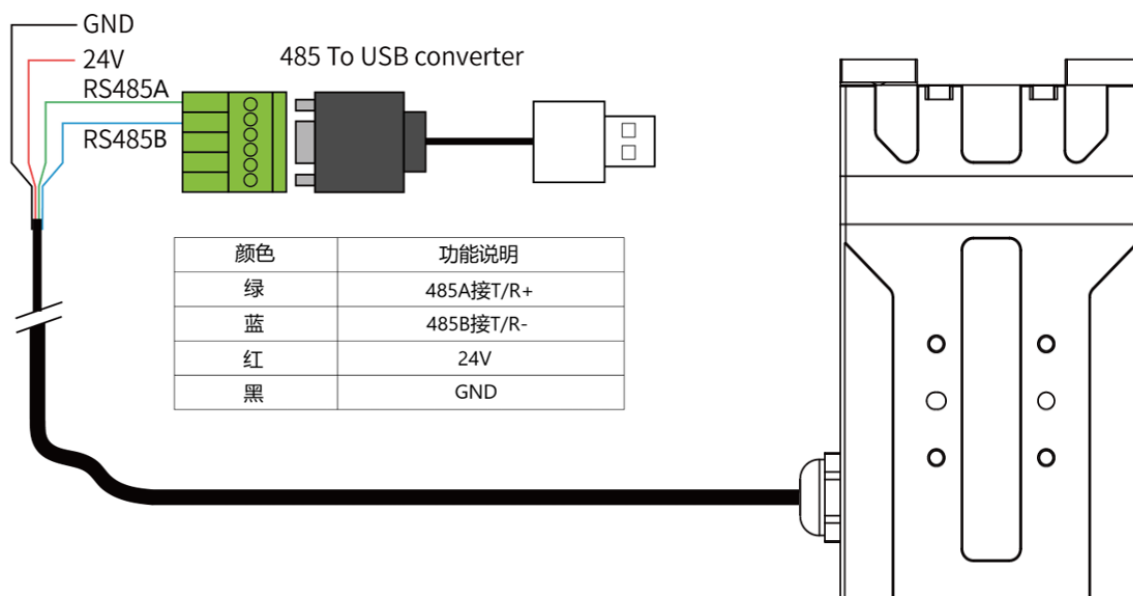 GND
24V
485 To USB converter
RS485A
RS485B
颜色 功能说明
绿 485A接T/R+
蓝 485B接T/R-
红 24V
黑 GND